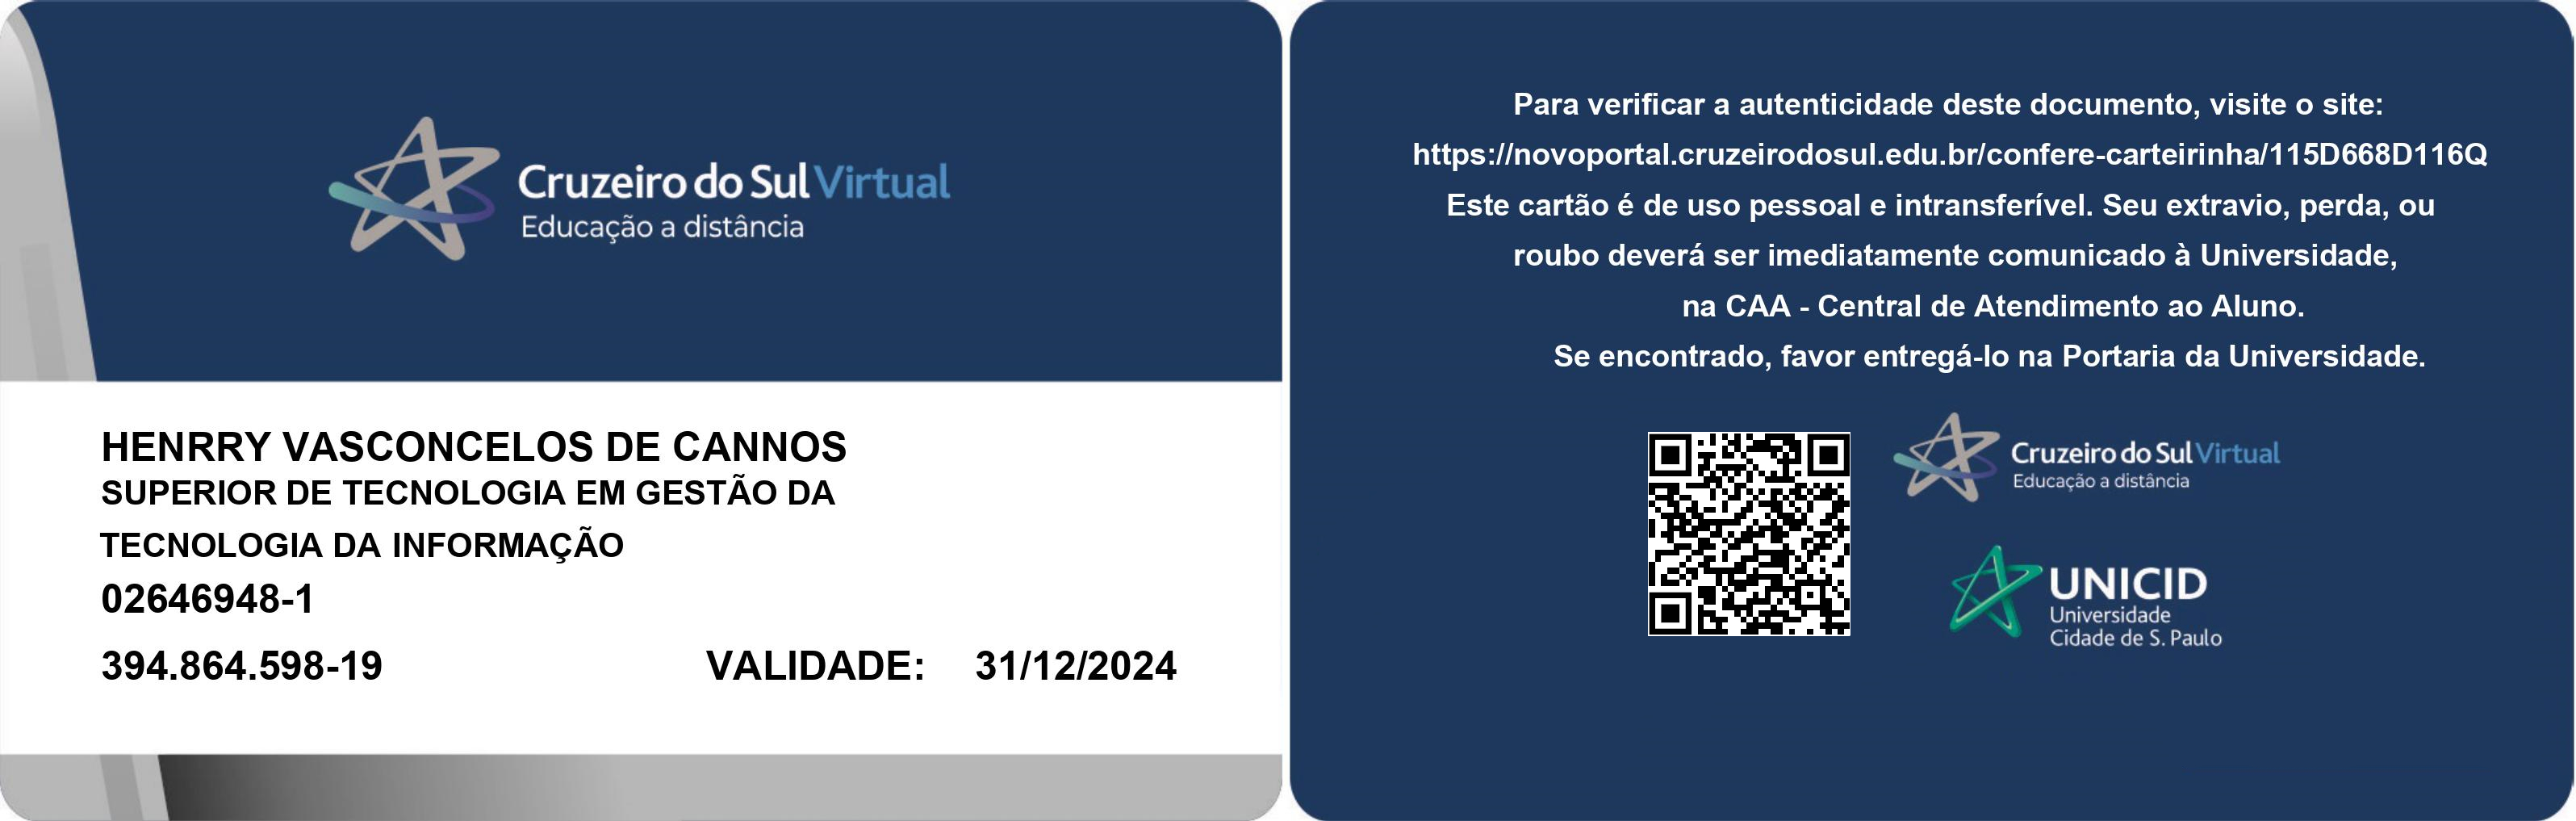 Cruzeiro do Sul Virtual
Educação a distância
HENRRY VASCONCELOS DE CANNOS
SUPERIOR DE TECNOLOGIA EM GESTÃO DA
TECNOLOGIA DA INFORMAÇÃO
02646948-1
394.864.598-19 VALIDADE: 31/12/2024
Para verificar a autenticidade deste documento, visite o site:
https://novoportal.cruzeirodosul.edu.br/confere-carteirinha/115D668D116Q
Este cartão é de uso pessoal e intransferível. Seu extravio, perda, ou
roubo deverá ser imediatamente comunicado à Universidade,
na CAA - Central de Atendimento ao Aluno.
Se encontrado, favor entregá-lo na Portaria da Universidade.
Cruzeiro do Sul Virtual
Educação a distância
UNICID
Universidade
Cidade de S. Paulo